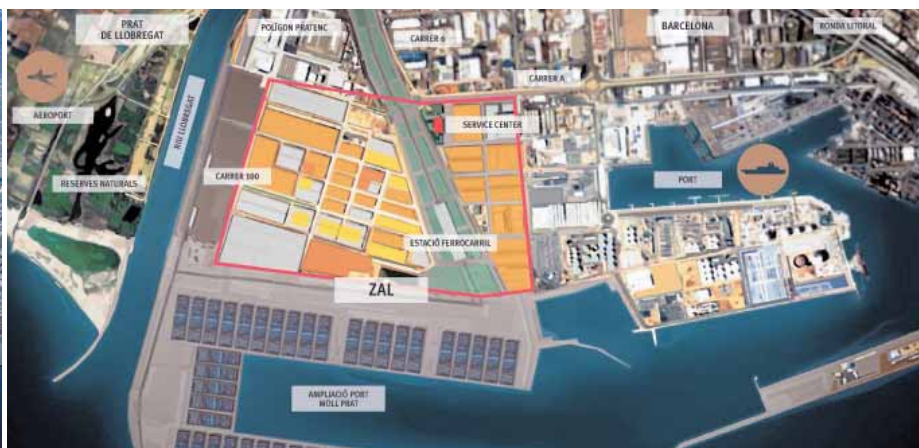 PRAT
DE LLOBREGAT
POLÍGON PRATENC
CARRER 6
BARCELONA
RONDA LITORAL
CARRER A
AEROPORT
RIU LLOBREGAT
SERVICE CENTER
CARRER 100
RESERVES NATURALS
PORT
ESTACIÓ FERROCARRIL
ZAL
AMPLIACIÓ PORT
MOLL PRAT